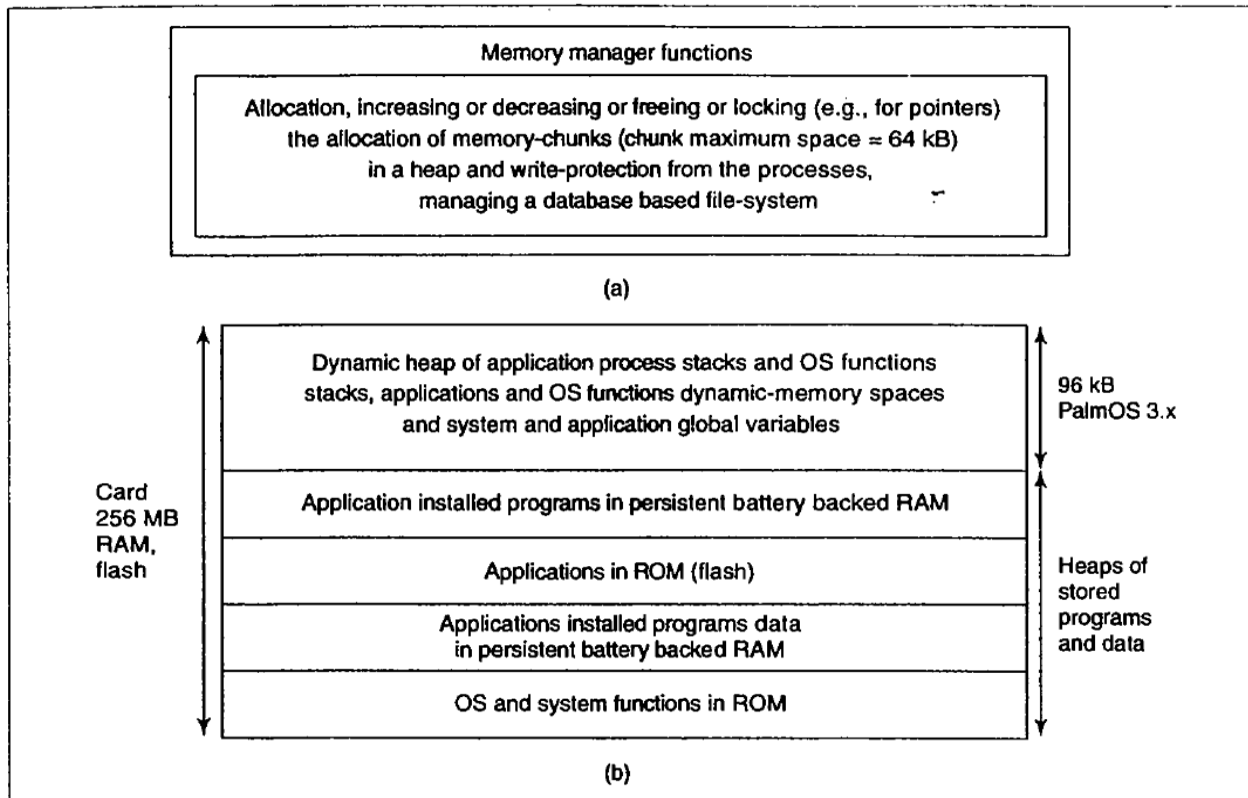 Memory manager functions
Allocation, increasing or decreasing or freeing or locking (e.g., for pointers)
the allocation of memory-chunks (chunk maximum space = 64 kB)
in a heap and write-protection from the processes,
managing a database based file-system
(a)
Dynamic heap of application process stacks and OS functions
stacks, applications and OS functions dynamic-memory spaces
and system and application global variables
96 kB
PalmOS 3.x
Card
256 MB
RAM,
flash
Application installed programs in persistent battery backed RAM
Applications in ROM (flash)
Applications installed programs data
in persistent battery backed RAM
OS and system functions in ROM
Heaps of
stored
programs
and data
(b)